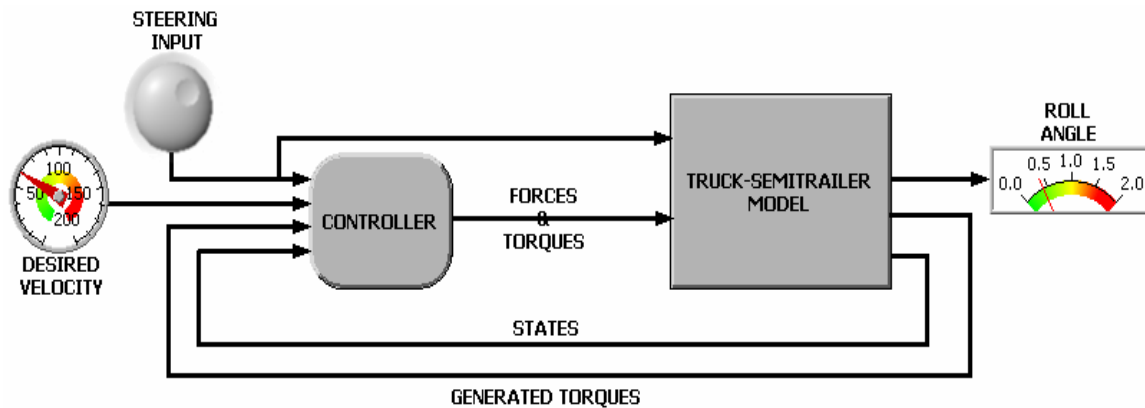 STEERING
INPUT
ROLL
ANGLE
0.0 0.5 1.0 1.5 2.0
50 100 150 200
CONTROLLER
FORCES
&
TORQUES
TRUCK-SEMITRAILER
MODEL
DESIRED
VELOCITY
STATES
GENERATED TORQUES